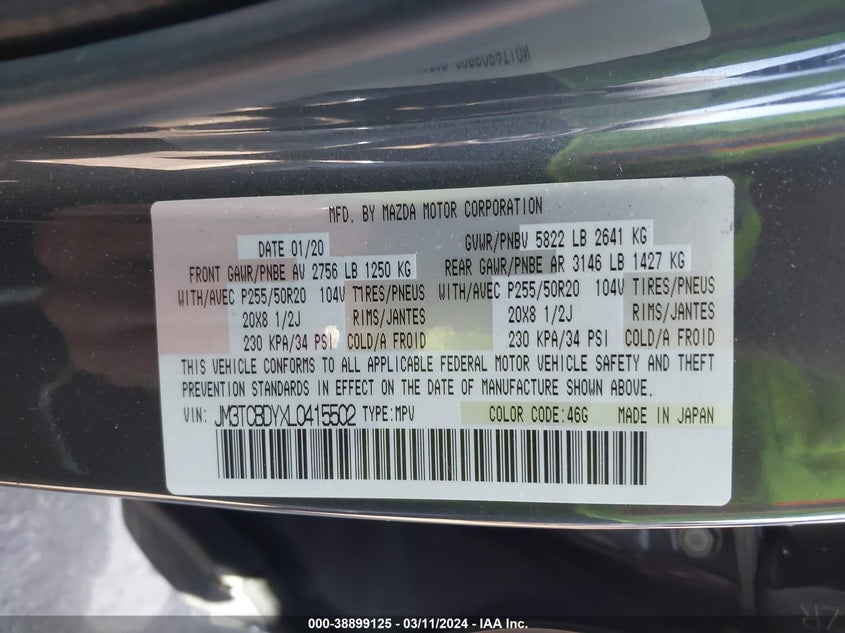 MFD. BY MAZDA MOTOR CORPORATION
DATE 01/20 GVWR/PNBV 5822 LB 2641 KG
FRONT GAWR/PNBE AV 2756 LB 1250 KG REAR GAWR/PNBE AR 3146 LB 1427 KG
WITH/AVEC P255/50R20 104V TIRES/PNEUS WITH/AVEC P255/50R20 104V TIRES/PNEUS
20X8 1/2J RIMS/JANTES 20X8 1/2J RIMS/JANTES
230 KPA/34 PSI COLD/A FROID 230 KPA/34 PSI COLD/A FROID
THIS VEHICLE CONFORMS TO ALL APPLICABLE FEDERAL MOTOR VEHICLE SAFETY AND THEFT
PREVENTION STANDARDS IN EFFECT ON THE DATE OF MANUFACTURE SHOWN ABOVE.
VIN: JM3TCBDYXL0415502 TYPE:MPV COLOR CODE:46G MADE IN JAPAN
000-38899125 - 03/11/2024 - IAA Inc.